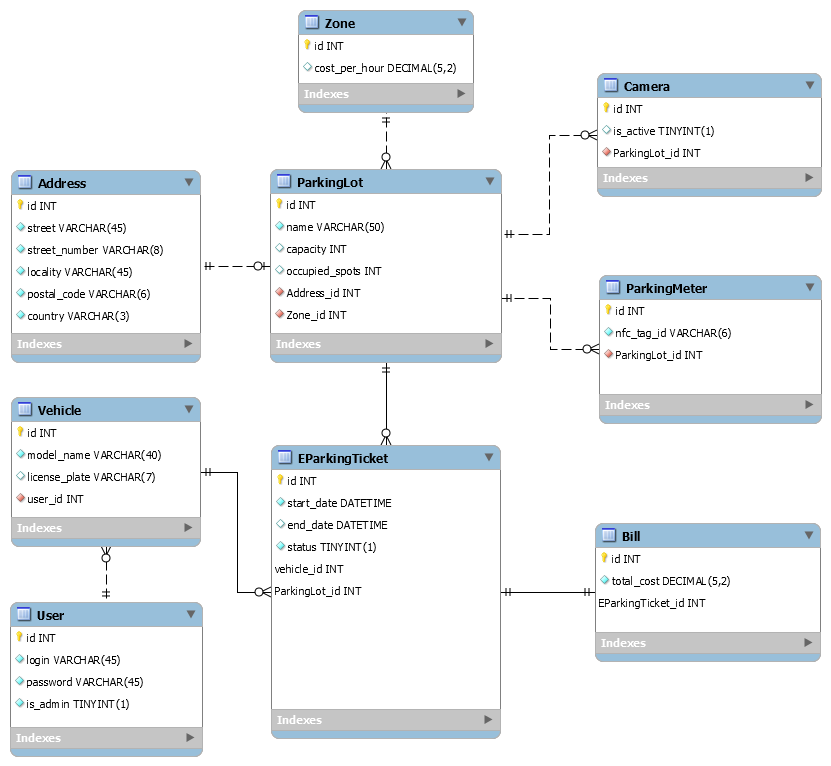 Zone
id INT
cost_per_hour DECIMAL(5,2)
Indexes
Camera
id INT
is_active TINYINT(1)
ParkingLot_id INT
Indexes
Address
id INT
street VARCHAR(45)
street_number VARCHAR(8)
locality VARCHAR(45)
postal_code VARCHAR(6)
country VARCHAR(3)
Indexes
ParkingLot
id INT
name VARCHAR(50)
capacity INT
occupied_spots INT
Address_id INT
Zone_id INT
Indexes
ParkingMeter
id INT
nfc_tag_id VARCHAR(6)
ParkingLot_id INT
Indexes
Vehicle
id INT
model_name VARCHAR(40)
license_plate VARCHAR(7)
user_id INT
Indexes
EParkingTicket
id INT
start_date DATETIME
end_date DATETIME
status TINYINT(1)
vehicle_id INT
ParkingLot_id INT
Indexes
Bill
id INT
total_cost DECIMAL(5,2)
EParkingTicket_id INT
Indexes
User
id INT
login VARCHAR(45)
password VARCHAR(45)
is_admin TINYINT(1)
Indexes